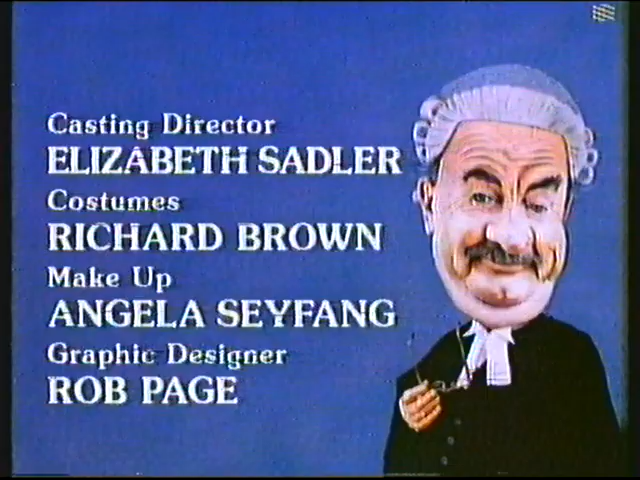 Casting Director
ELIZABETH SADLER
Costumes
RICHARD BROWN
Make Up
ANGELA SEYFANG
Graphic Designer
ROB PAGE